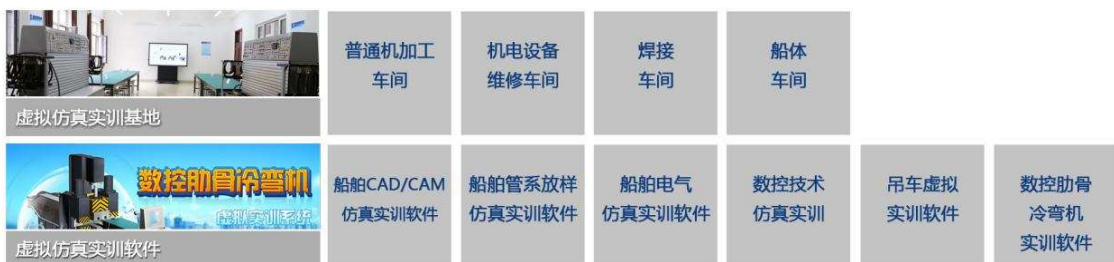 普通机加工
车间
机电设备
维修车间
焊接
车间
船体
车间
虚拟仿真实训基地
数控肋骨冷弯机
虚拟实训系统
虚拟仿真实训软件
船舶CAD/CAM
仿真实训软件
船舶管系放样
仿真实训软件
船舶电气
仿真实训软件
数控技术
仿真实训
吊车虚拟
实训软件
数控肋骨
冷弯机
实训软件